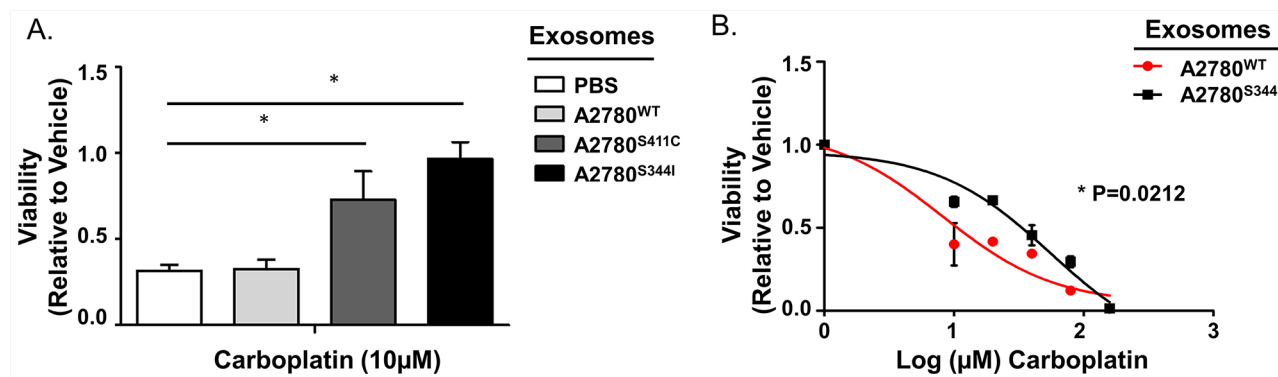 A.
Exosomes
PBS
A2780WT
A2780S411C
A2780S344I
*
*
Viability
(Relative to Vehicle)
1.5
1.0
0.5
0.0
Carboplatin (10µM)
B.
Exosomes
A2780WT
A2780S344
* P=0.0212
Viability
(Relative to Vehicle)
1.5
1.0
0.5
0.0
0
1
2
3
Log (µM) Carboplatin